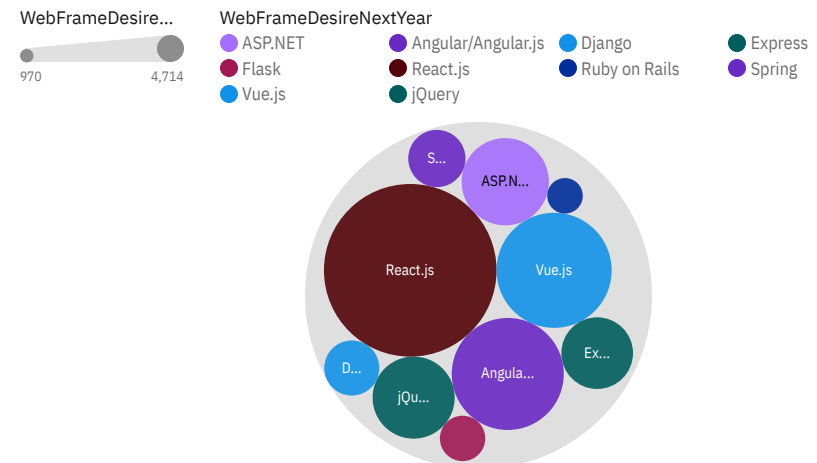 WebFrameDesire...
970 4,714
WebFrameDesireNextYear
ASP.NET Angular/Angular.js Django Express
Flask React.js Ruby on Rails Spring
Vue.js jQuery
S...
ASP.N...
React.js Vue.js
Ex...
D... Angula...
jQu...